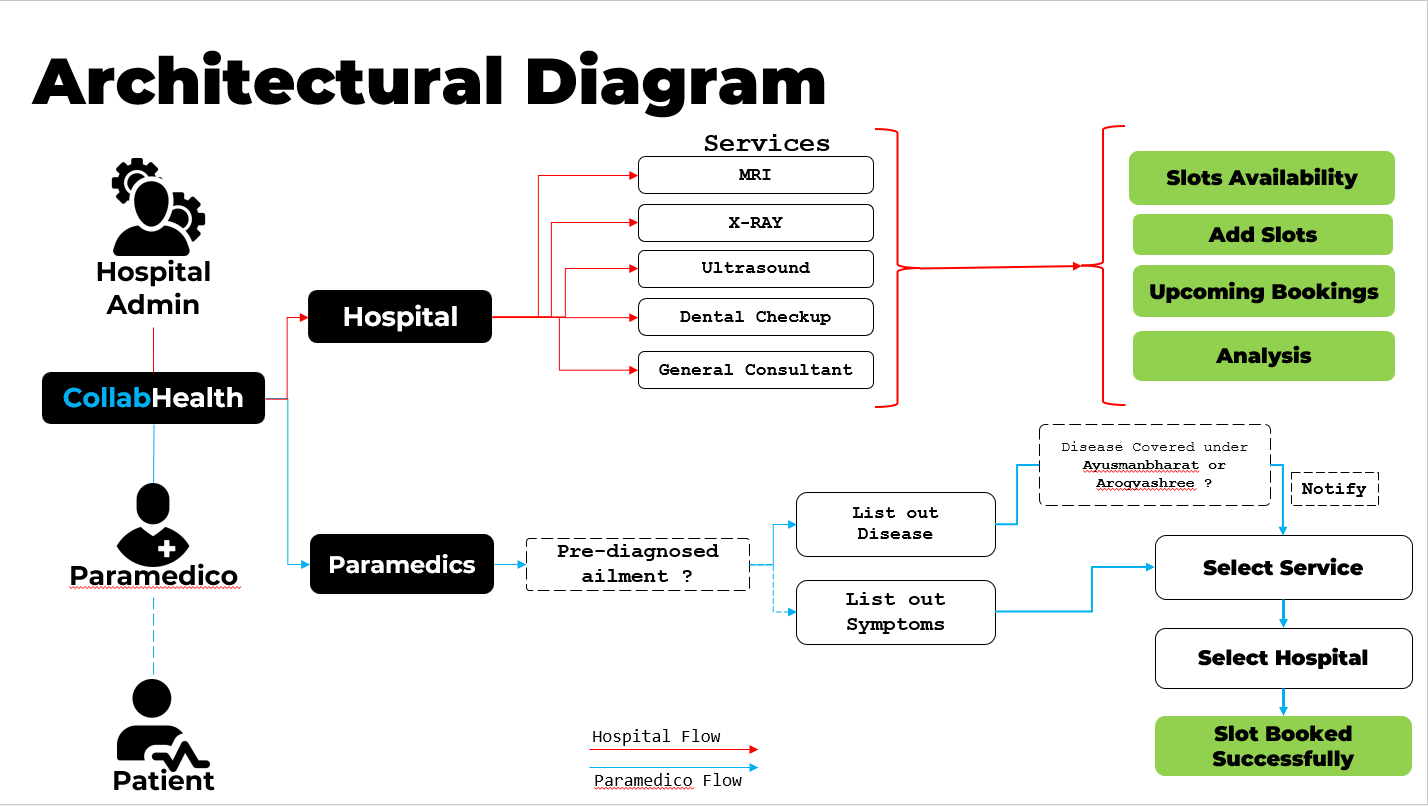 Architectural Diagram
Hospital
Admin
CollabHealth
Paramedico
Patient
Hospital
Services
MRI
X-RAY
Ultrasound
Dental Checkup
General Consultant
Slots Availability
Add Slots
Upcoming Bookings
Analysis
Paramedics
Pre-diagnosed
ailment ?
List out
Disease
List out
Symptoms
Disease Covered under
Ayusmanbharat or
Arogyashree ?
Notify
Select Service
Select Hospital
Slot Booked
Successfully
Hospital Flow
Paramedico Flow